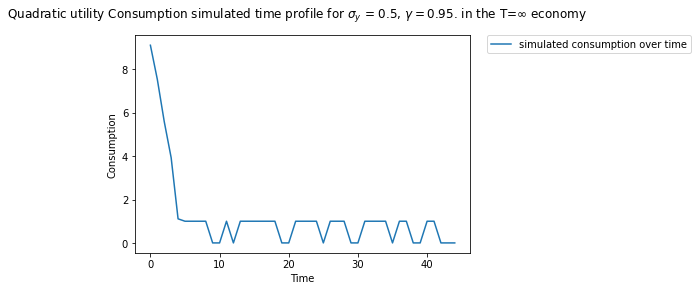 Quadratic utility Consumption simulated time profile for σy = 0.5, γ = 0.95. in the T=∞ economy
simulated consumption over time
Consumption
8
6
4
2
0
0 10 20 30 40
Time